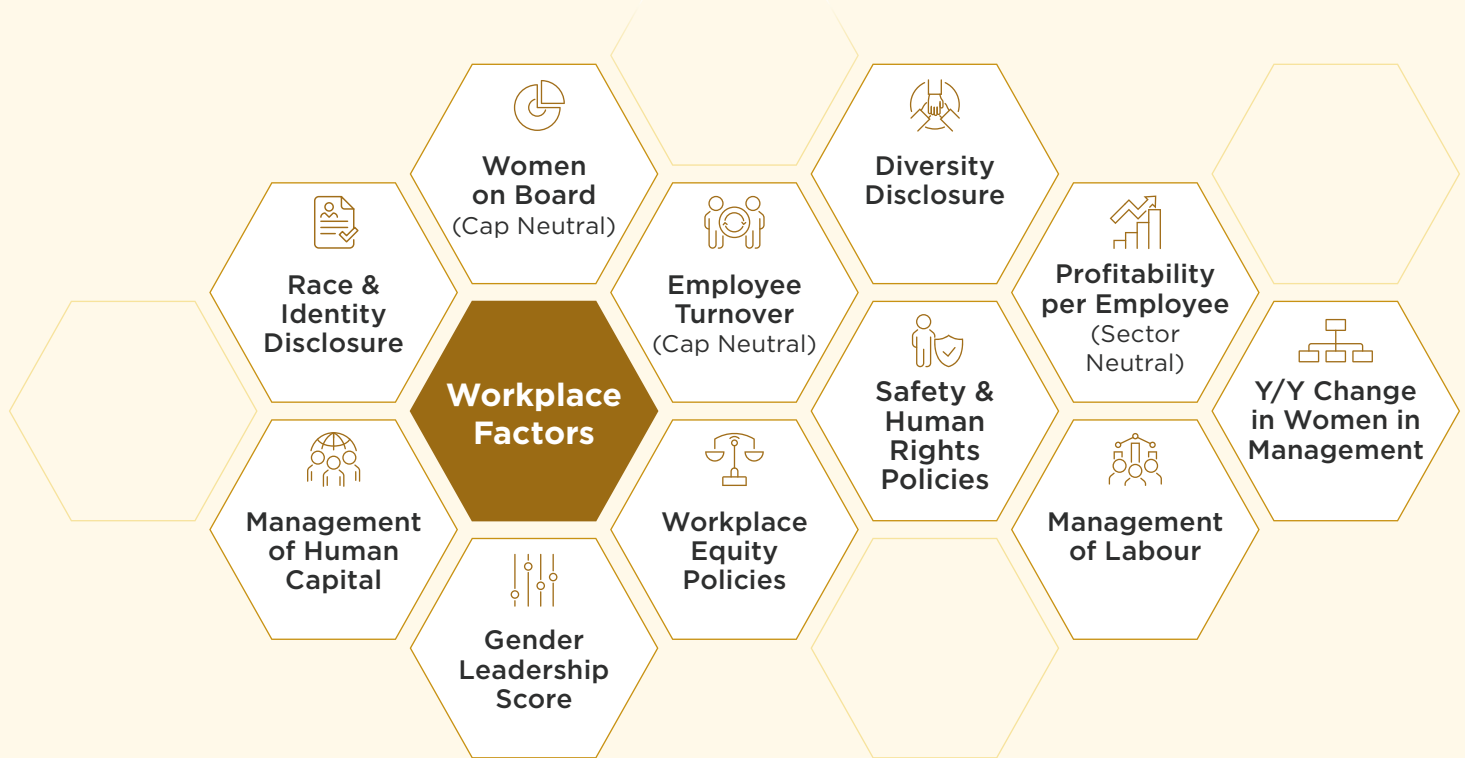 Women
on Board
(Cap Neutral)
Diversity
Disclosure
Race &
Identity
Disclosure
Employee
Turnover
(Cap Neutral)
Profitability
per Employee
(Sector
Neutral)
Workplace
Factors
Safety &
Human
Rights
Policies
Y/Y Change
in Women in
Management
Management
of Human
Capital
Workplace
Equity
Policies
Management
of Labour
Gender
Leadership
Score